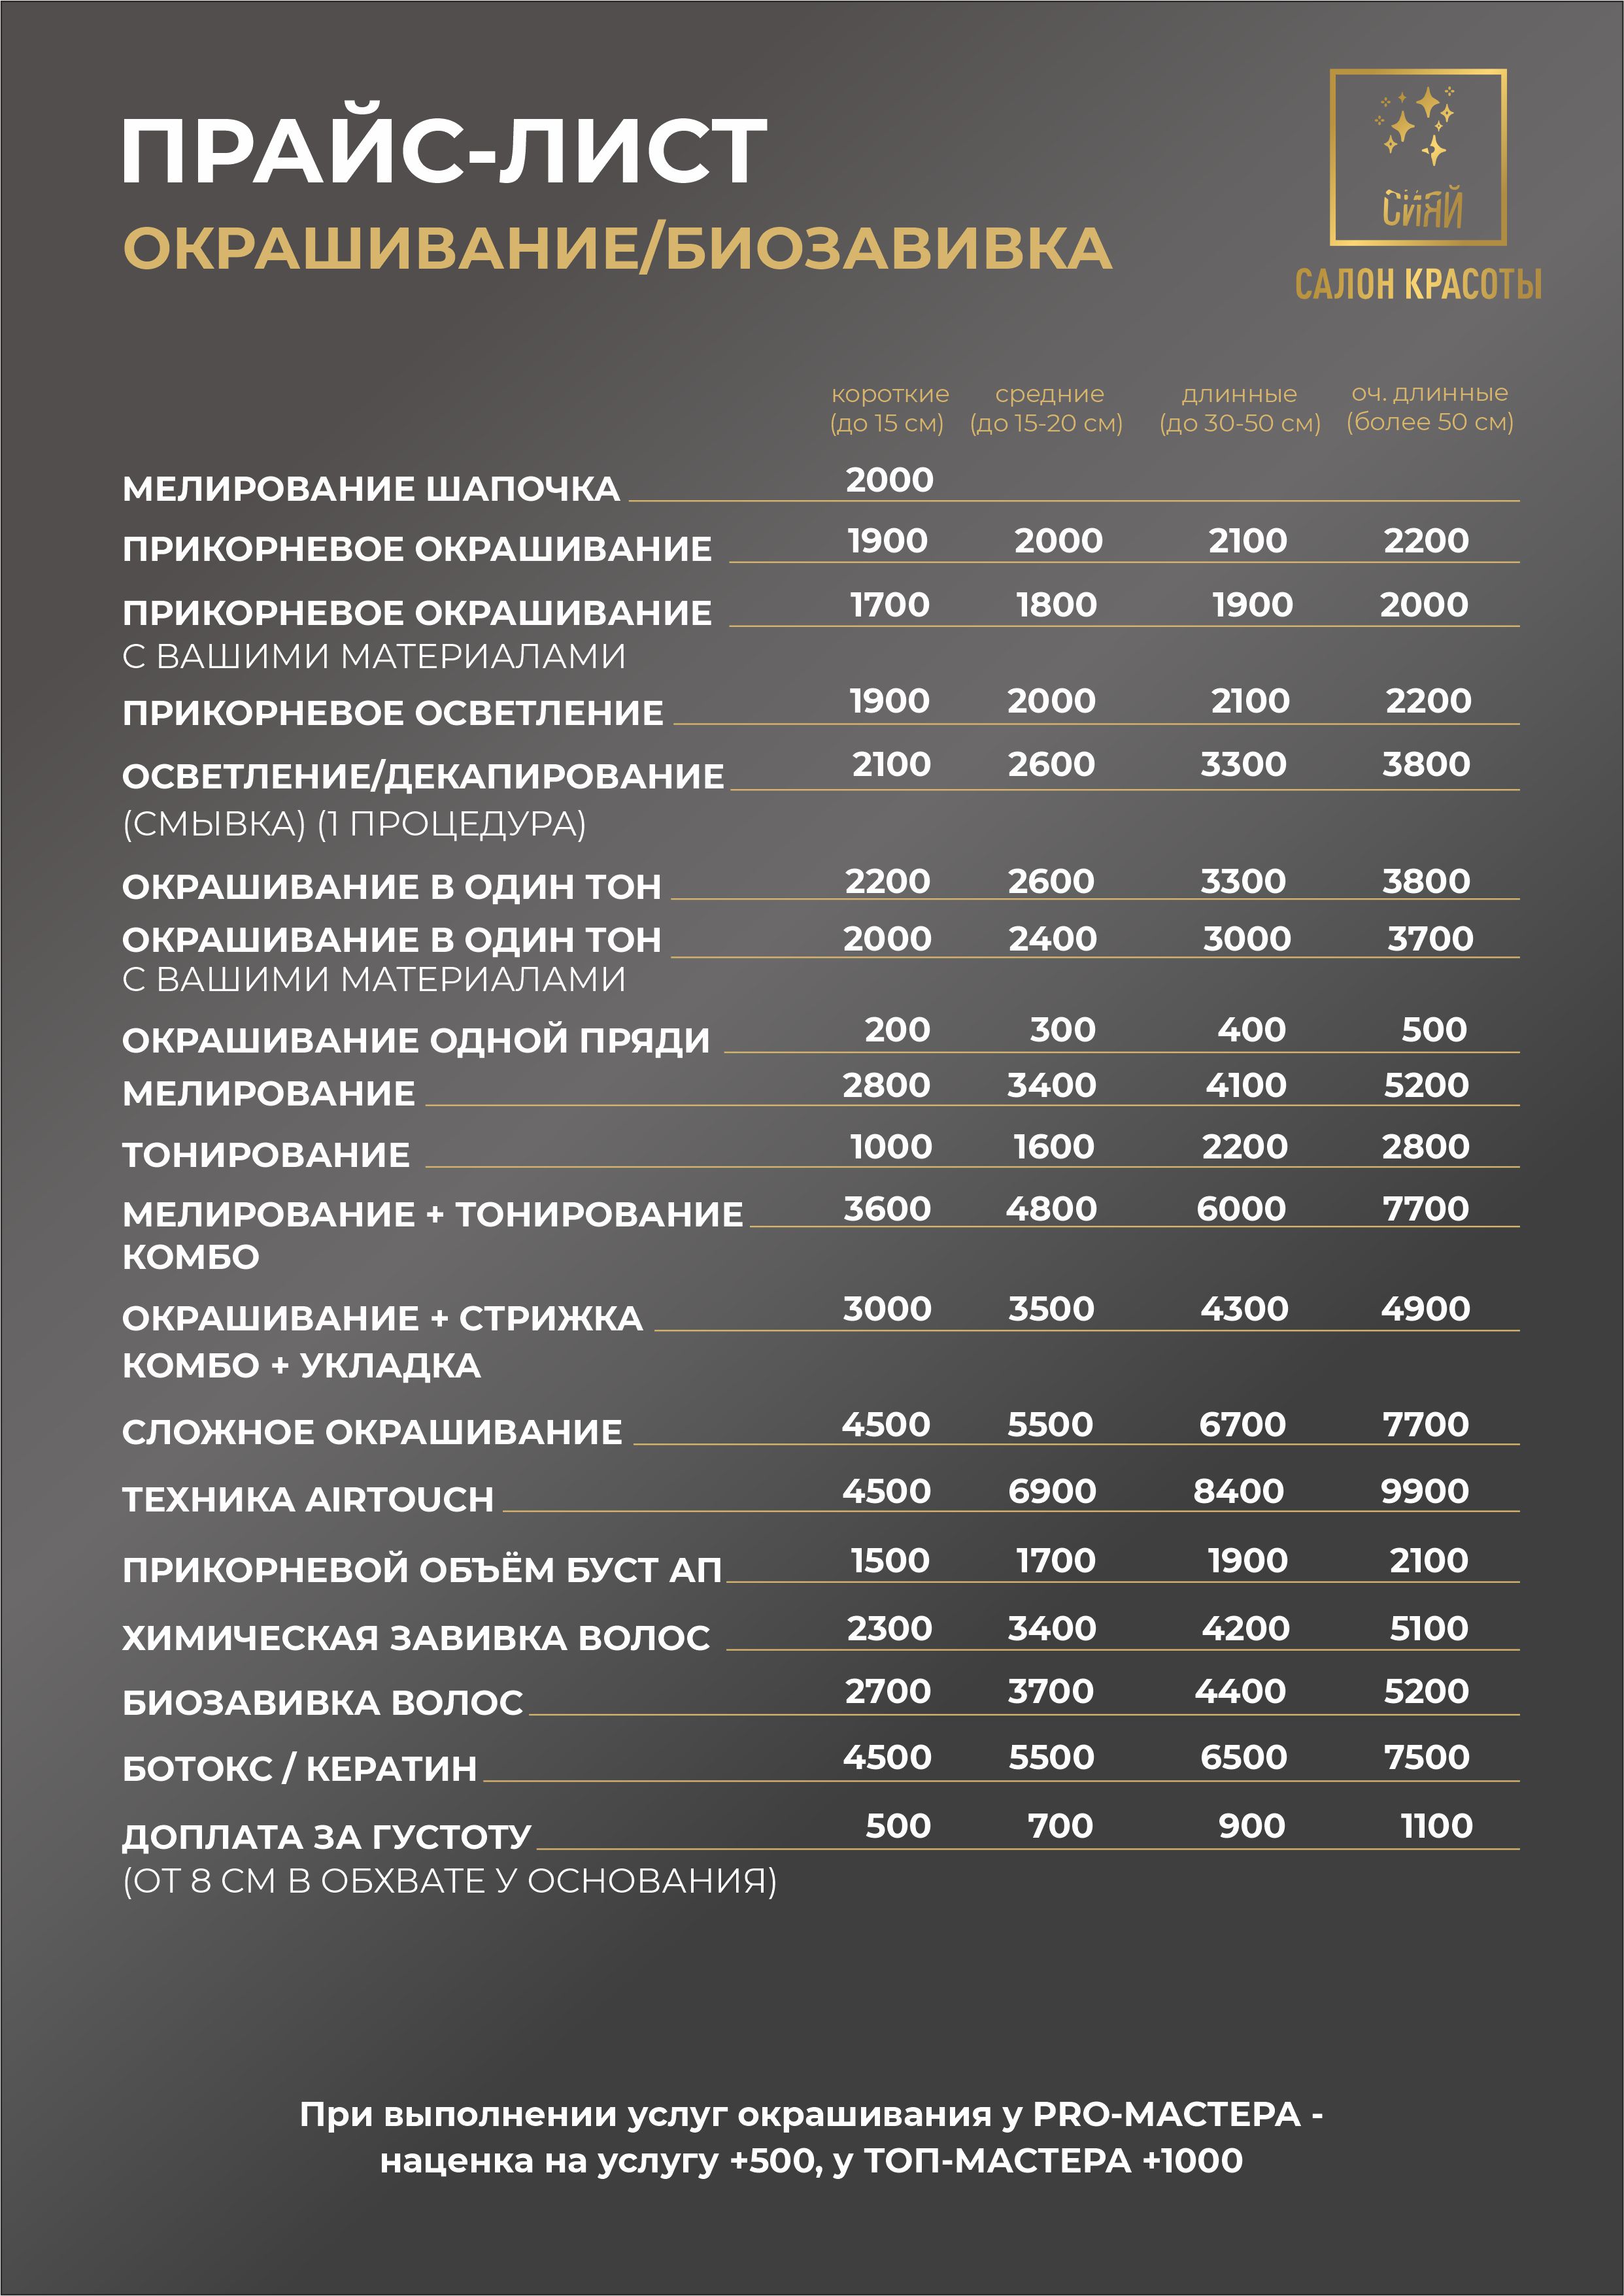 ПРАЙС-ЛИСТ
ОКРАШИВАНИЕ/БИОЗАВИВКА
СИЯЙ
САЛОН КРАСОТЫ
короткие средние длинные оч. длинные
(до 15 см) (до 15-20 см) (до 30-50 см) (более 50 см)
МЕЛИРОВАНИЕ ШАПОЧКА 2000
ПРИКОРНЕВОЕ ОКРАШИВАНИЕ 1900 2000 2100 2200
ПРИКОРНЕВОЕ ОКРАШИВАНИЕ 1700 1800 1900 2000
С ВАШИМИ МАТЕРИАЛАМИ
ПРИКОРНЕВОЕ ОСВЕТЛЕНИЕ 1900 2000 2100 2200
ОСВЕТЛЕНИЕ/ДЕКАПИРОВАНИЕ 2100 2600 3300 3800
(СМЫВКА) (1 ПРОЦЕДУРА)
ОКРАШИВАНИЕ В ОДИН ТОН 2200 2600 3300 3800
ОКРАШИВАНИЕ В ОДИН ТОН 2000 2400 3000 3700
С ВАШИМИ МАТЕРИАЛАМИ
ОКРАШИВАНИЕ ОДНОЙ ПРЯДИ 200 300 400 500
МЕЛИРОВАНИЕ 2800 3400 4100 5200
ТОНИРОВАНИЕ 1000 1600 2200 2800
МЕЛИРОВАНИЕ + ТОНИРОВАНИЕ 3600 4800 6000 7700
КОМБО
ОКРАШИВАНИЕ + СТРИЖКА 3000 3500 4300 4900
КОМБО + УКЛАДКА
СЛОЖНОЕ ОКРАШИВАНИЕ 4500 5500 6700 7700
ТЕХНИКА AIRTOUCH 4500 6900 8400 9900
ПРИКОРНЕВОЙ ОБЪЁМ БУСТ АП 1500 1700 1900 2100
ХИМИЧЕСКАЯ ЗАВИВКА ВОЛОС 2300 3400 4200 5100
БИОЗАВИВКА ВОЛОС 2700 3700 4400 5200
БОТОКС / КЕРАТИН 4500 5500 6500 7500
ДОПЛАТА ЗА ГУСТОТУ 500 700 900 1100
(ОТ 8 СМ В ОБХВАТЕ У ОСНОВАНИЯ)
При выполнении услуг окрашивания у PRO-МАСТЕРА -
наценка на услугу +500, у ТОП-МАСТЕРА +1000